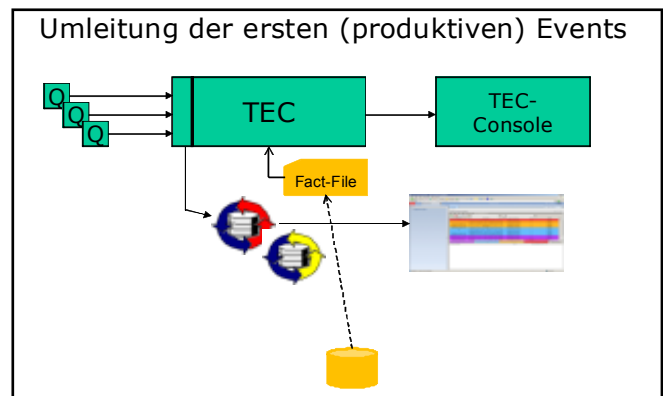 Umleitung der ersten (produktiven) Events
Q
Q
Q
TEC
TEC-
Console
Fact-File